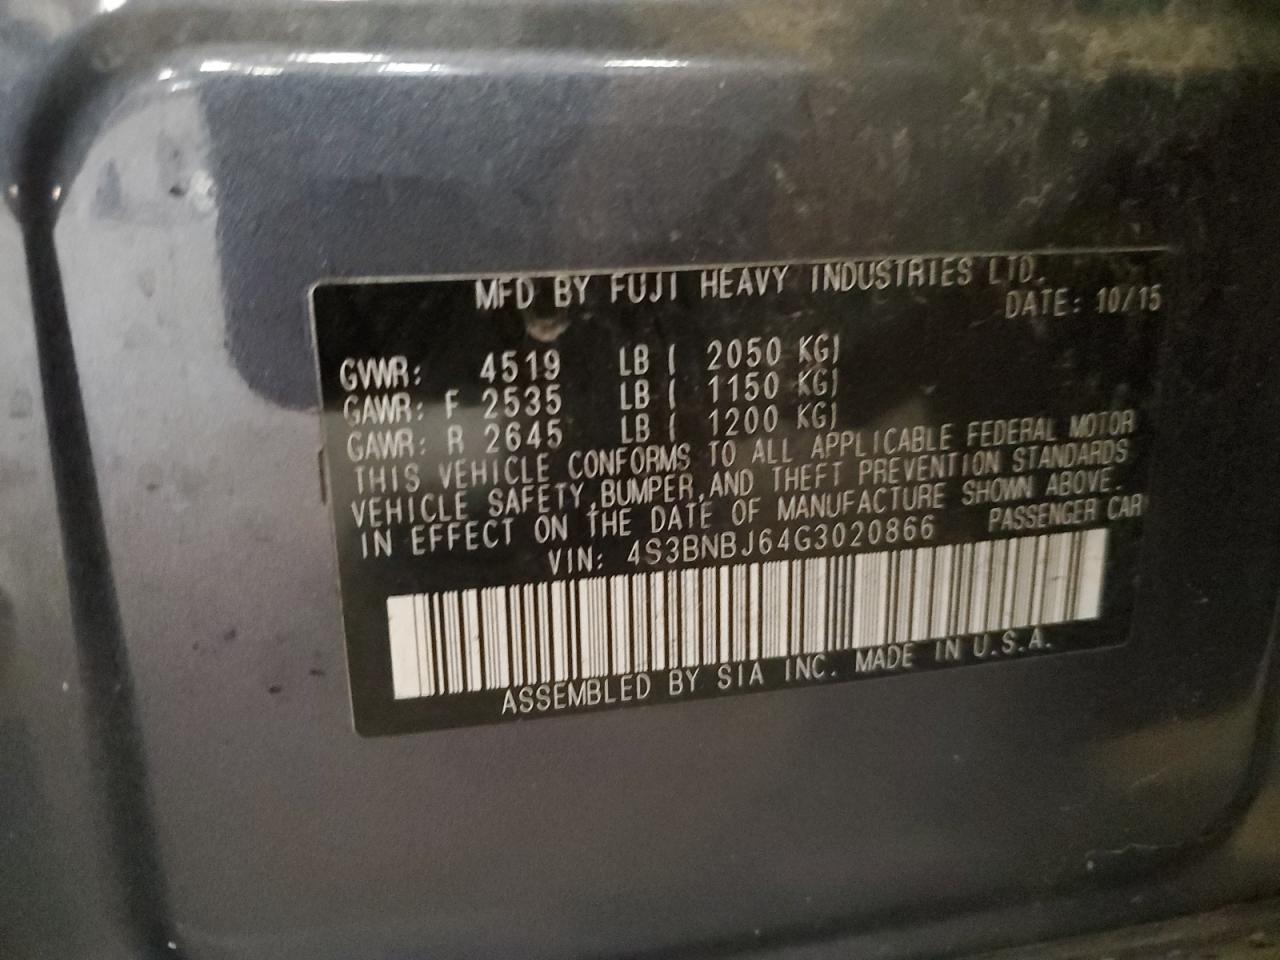 MFD BY FUJI HEAVY INDUSTRIES LTD.
DATE: 10/15
GVWR: 4519 LB ( 2050 KG)
GAWR: F 2535 LB ( 1150 KG)
GAWR: R 2645 LB ( 1200 KG)
THIS VEHICLE CONFORMS TO ALL APPLICABLE FEDERAL MOTOR
VEHICLE SAFETY,BUMPER,AND THEFT PREVENTION STANDARDS
IN EFFECT ON THE DATE OF MANUFACTURE SHOWN ABOVE.
VIN: 4S3BNBJ64G3020866 PASSENGER CAR
ASSEMBLED BY SIA INC. MADE IN U.S.A.